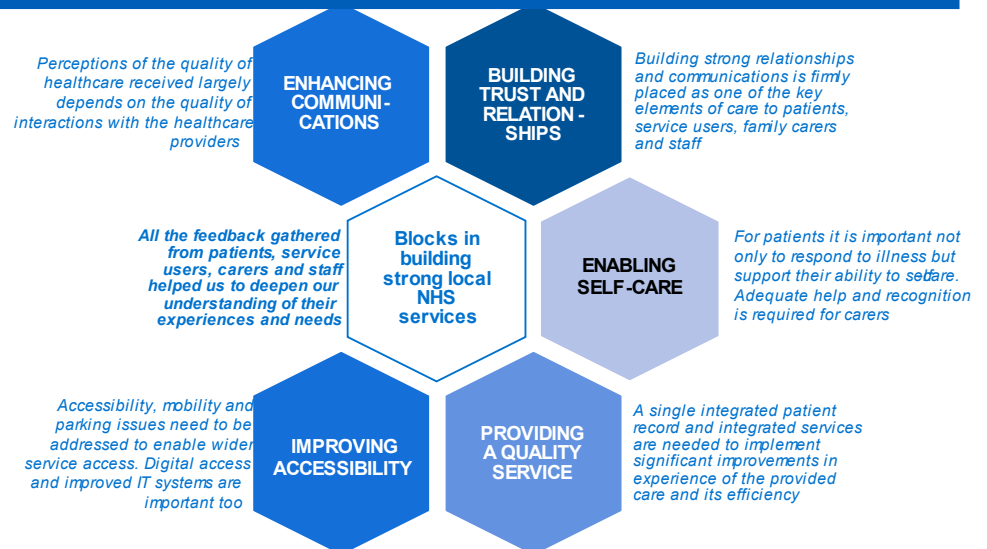 Perceptions of the quality of
healthcare received largely
depends on the quality of
interactions with the healthcare
providers
ENHANCING
COMMUNI-
CATIONS
BUILDING
TRUST AND
RELATION -
SHIPS
Building strong relationships
and communications is firmly
placed as one of the key
elements of care to patients,
service users, family carers
and staff
All the feedback gathered
from patients, service
users, carers and staff
helped us to deepen our
understanding of their
experiences and needs
Blocks in
building
strong local
NHS
services
ENABLING
SELF-CARE
For patients it is important not
only to respond to illness but
support their ability to
Adequate help and recognition
is required for carers
Accessibility, mobility and
parking issues need to be
addressed to enable wider
service access. Digital access
and improved IT systems are
important too
IMPROVING
ACCESSIBILITY
PROVIDING
A QUALITY
SERVICE
A single integrated patient
record and integrated services
are needed to implement
significant improvements in
experience of the provided
care and its efficiency